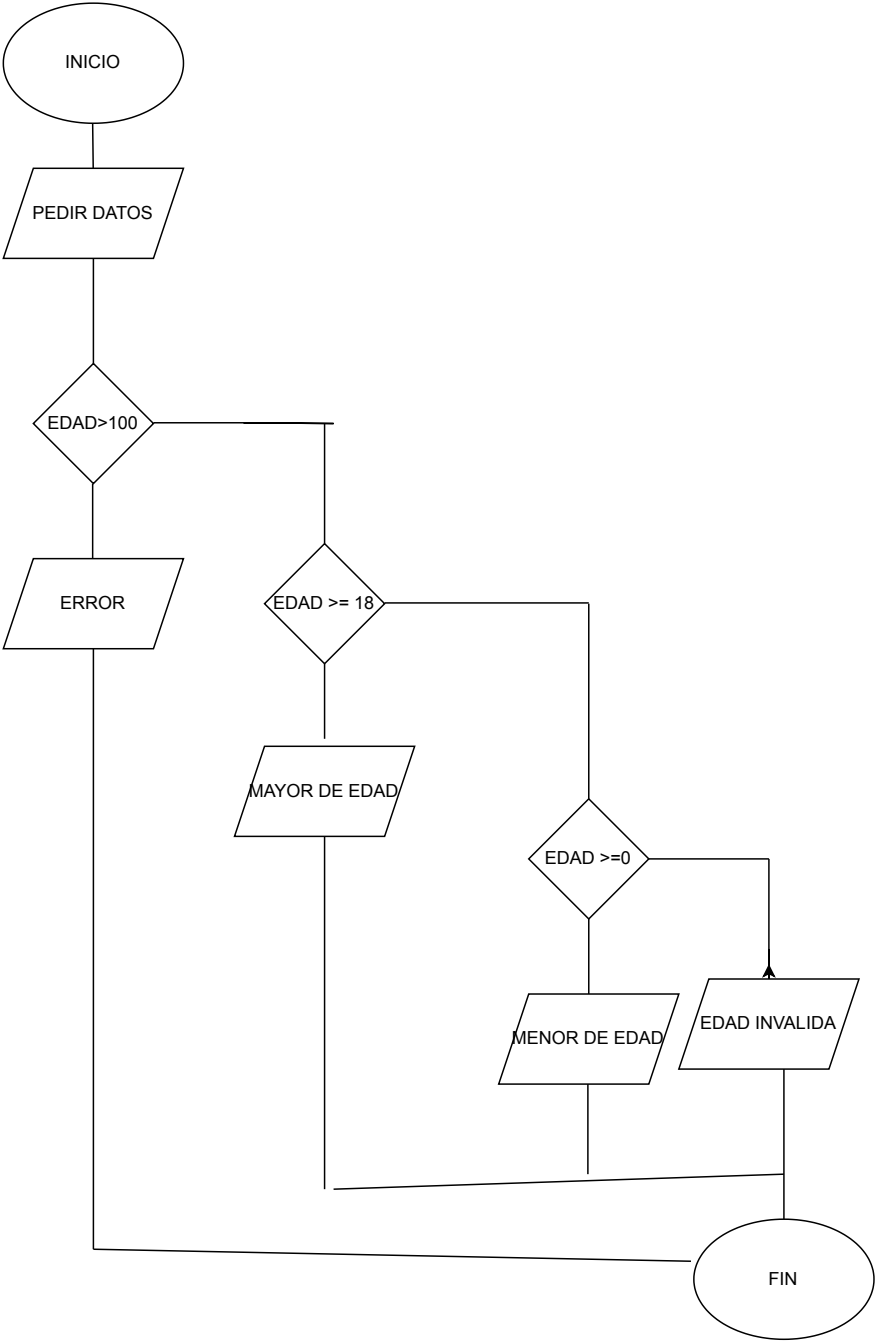 INICIO
PEDIR DATOS
EDAD>100
ERROR
EDAD >= 18
MAYOR DE EDAD
EDAD >=0
MENOR DE EDAD
EDAD INVALIDA
FIN